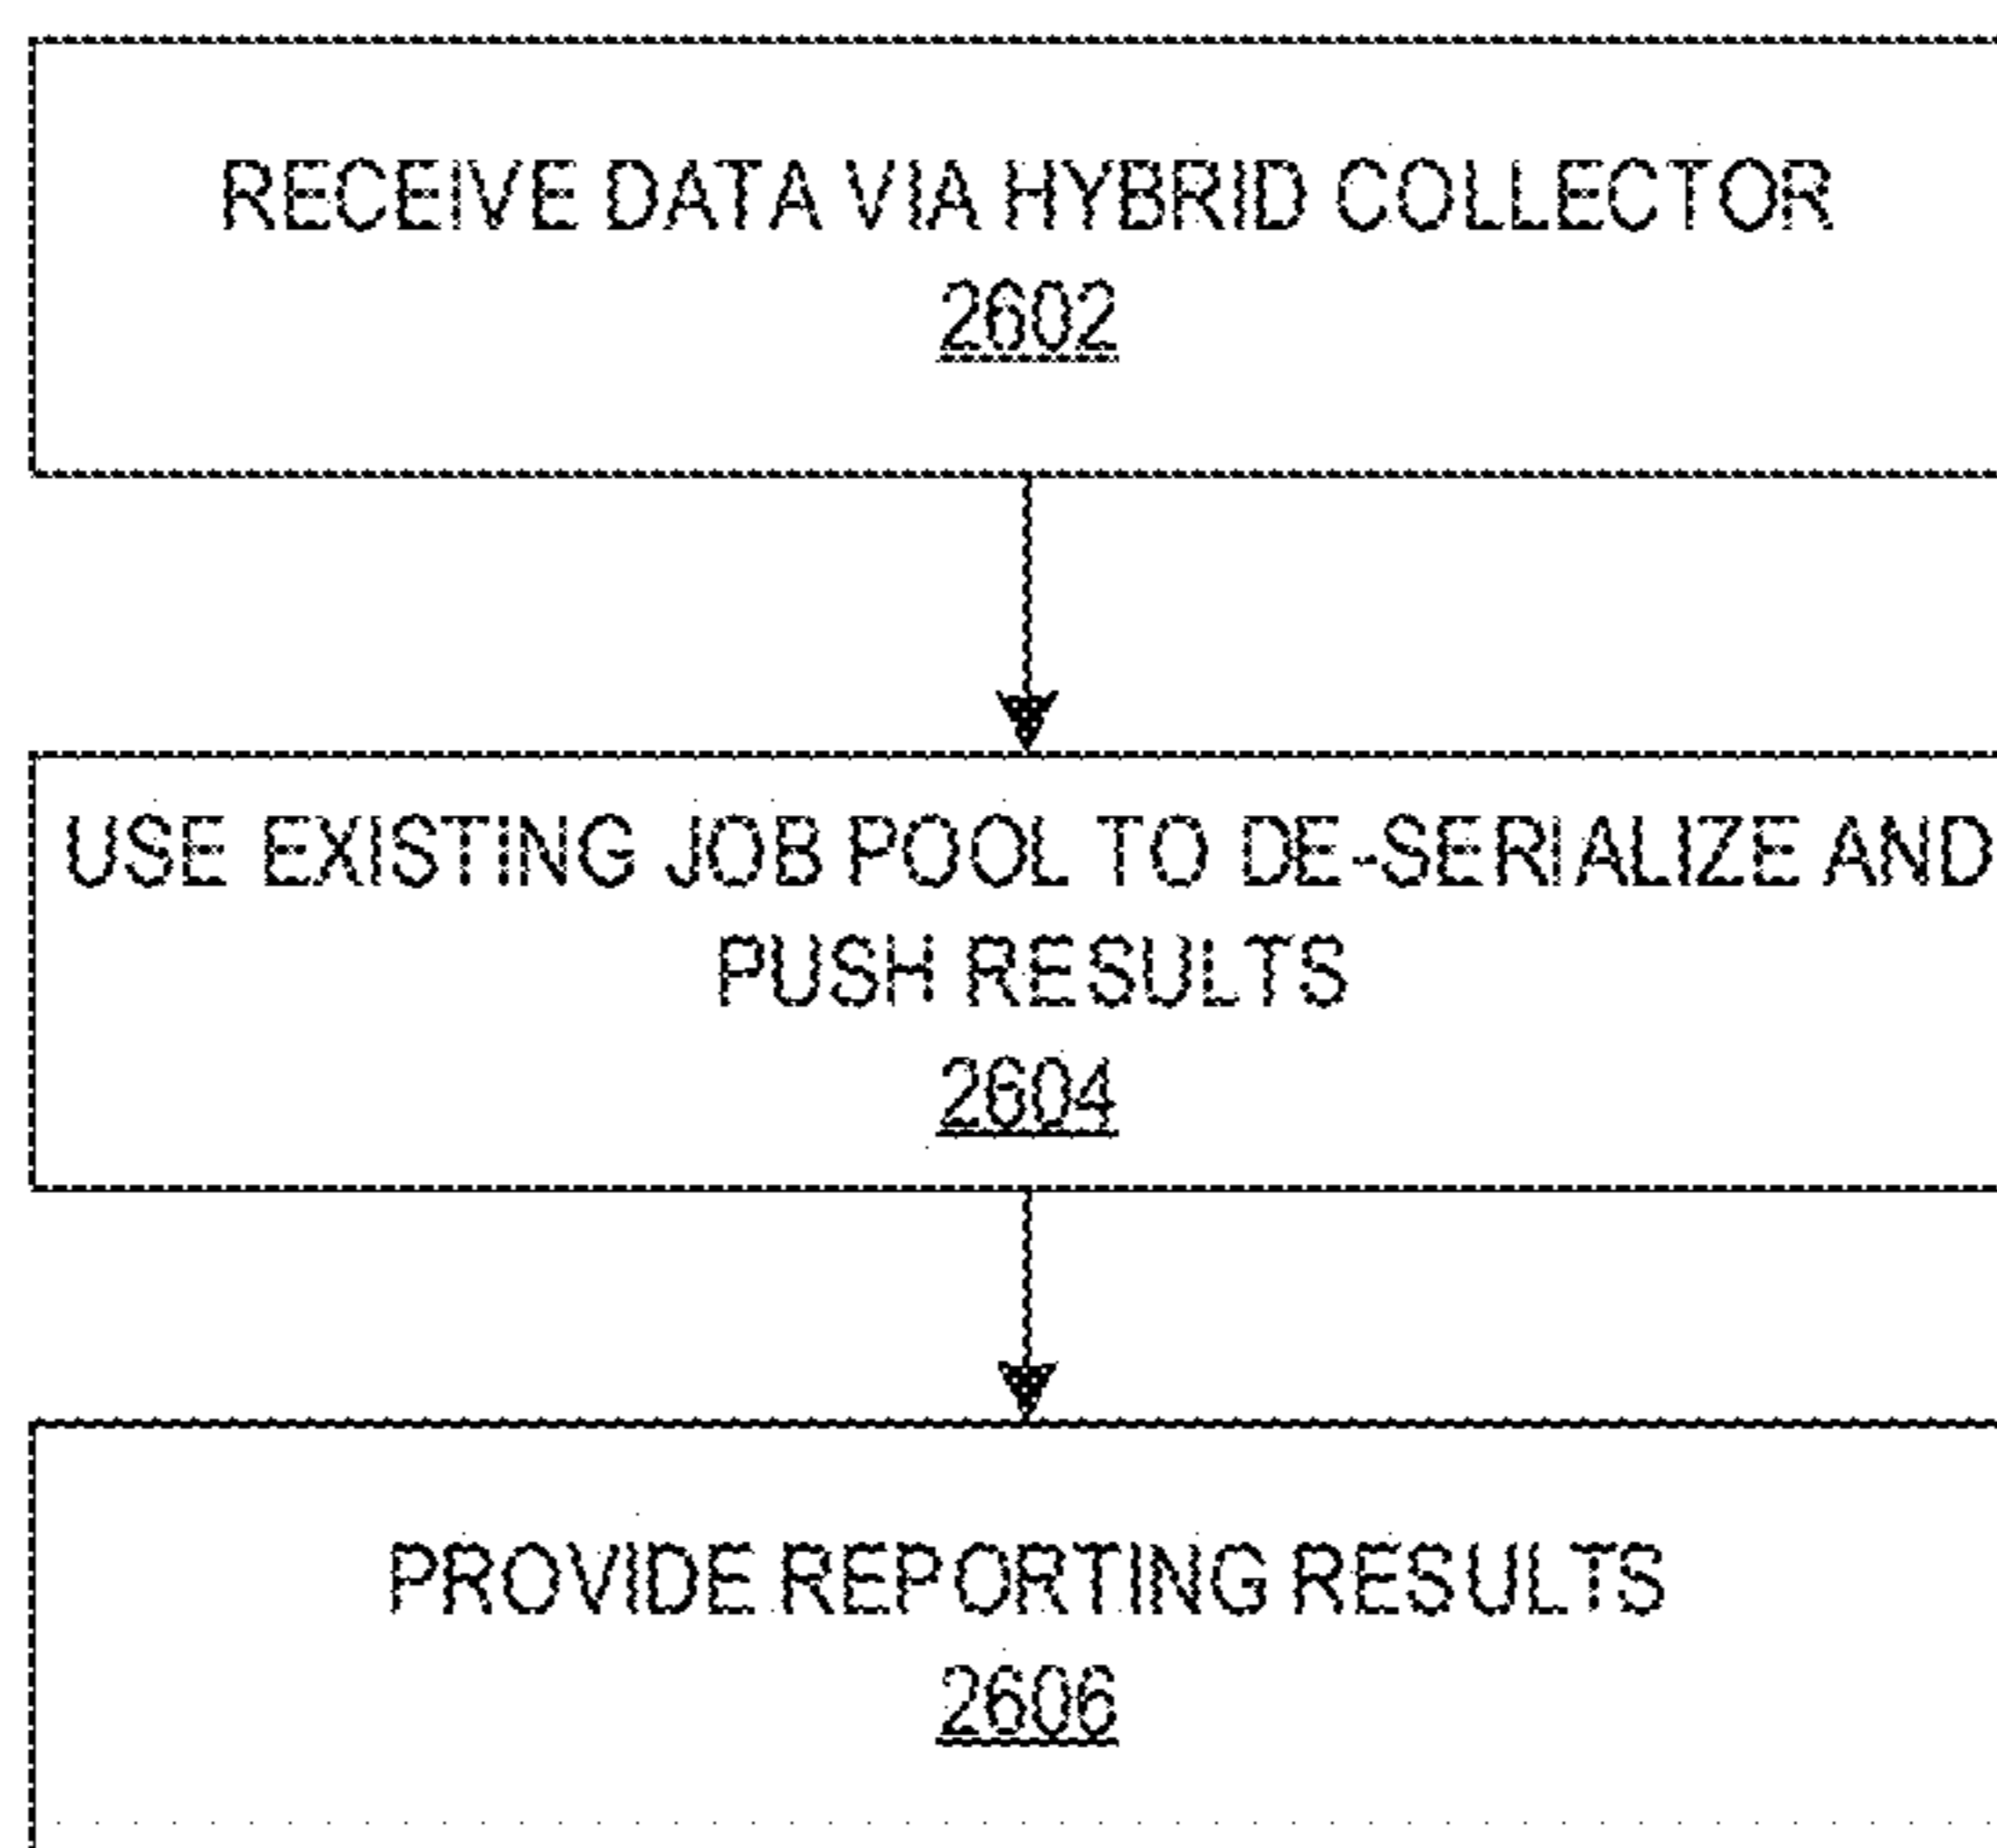 RECEIVE DATA VIA HYBRID COLLECTOR
2602
USE EXISTING JOB POOL TO DE-SERIALIZE AND
PUSH RESULTS
2604
PROVIDE REPORTING RESULTS
2606